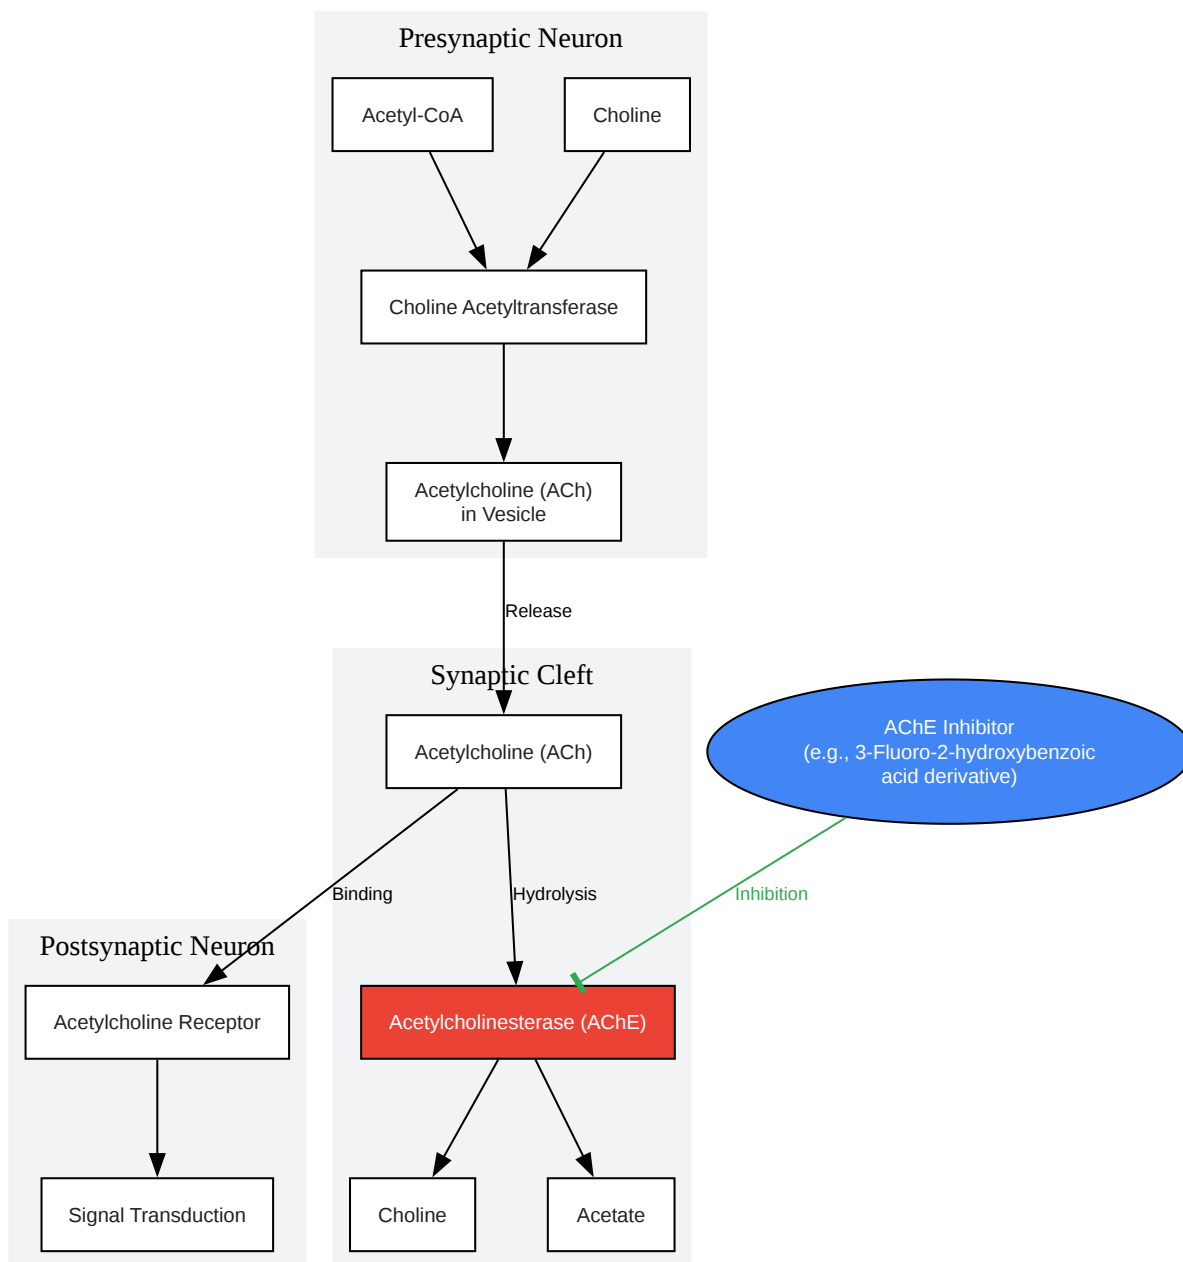 Presynaptic Neuron
Acetyl-CoA
Choline
Choline Acetyltransferase
Acetylcholine (ACh)
in Vesicle
Release
Synaptic Cleft
Acetylcholine (ACh)
AChE Inhibitor
(e.g., 3-Fluoro-2-hydroxybenzoic
acid derivative)
Binding
Hydrolysis
Inhibition
Postsynaptic Neuron
Acetylcholine Receptor
Acetylcholinesterase (AChE)
Signal Transduction
Choline
Acetate